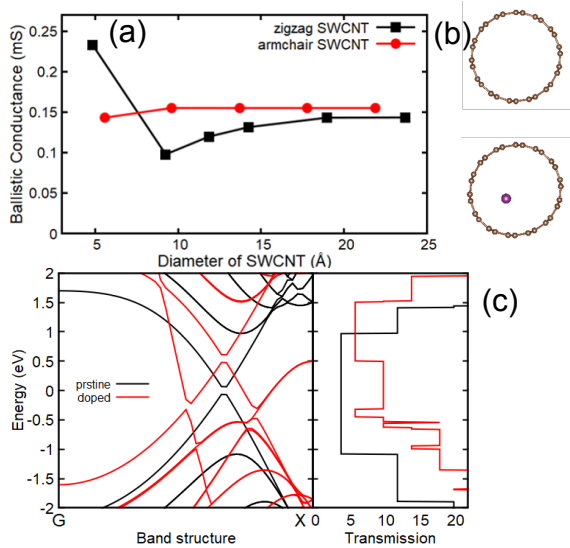 (a)
zigzag SWCNT
armchair SWCNT
(b)
Ballistic Conductance (mS)
0.25
0.2
0.15
0.1
0.05
0
5 10 15 20 25
Diameter of SWCNT (Å)
Energy (eV)
2
1.5
1
0.5
0
-0.5
-1
-1.5
-2
prstine
doped
G X
Band structure
(c)
0 5 10 15 20
Transmission